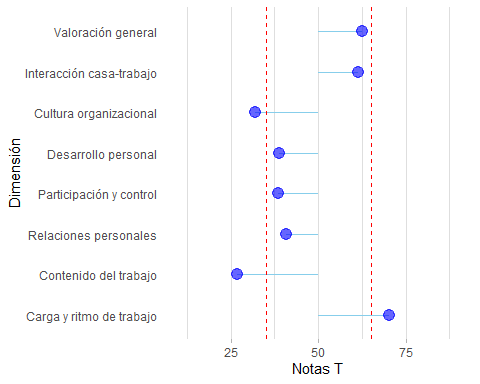 Valoración general
Interacción casa-trabajo
Cultura organizacional
Desarrollo personal
Participación y control
Relaciones personales
Contenido del trabajo
Carga y ritmo de trabajo
Dimensión
25 50 75
Notas T